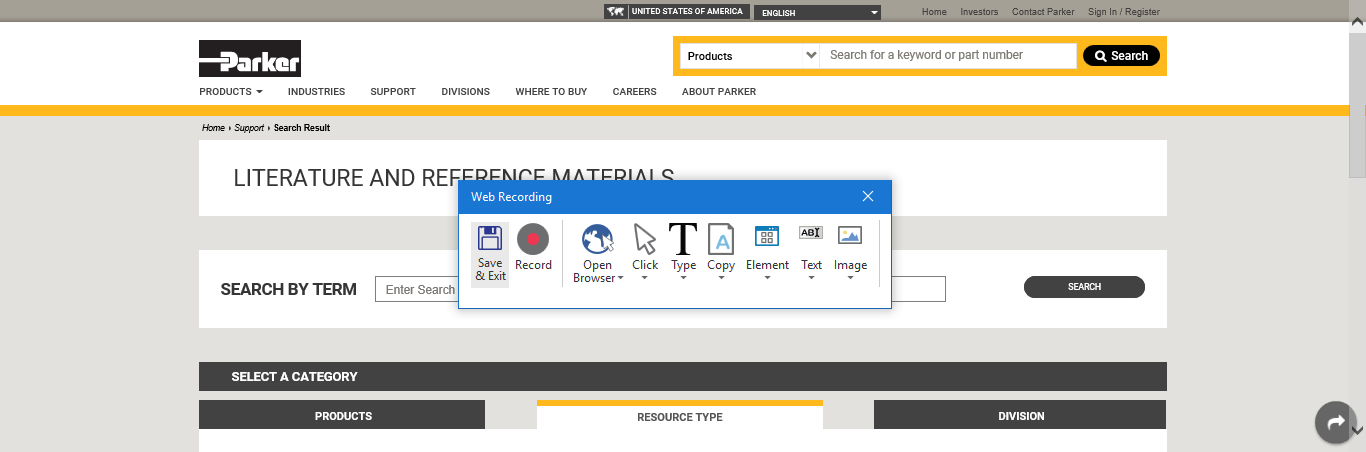 UNITED STATES OF AMERICA ENGLISH Home Investors Contact Parker Sign In / Register
Parker
Products Search for a keyword or part number Search
PRODUCTS INDUSTRIES SUPPORT DIVISIONS WHERE TO BUY CAREERS ABOUT PARKER
Home Support Search Result
LITERATURE AND REFERENCE MATERIALS
Web Recording
Save & Exit
Record
Open Browser
Click
Type
Copy
Element
Text
Image
SEARCH BY TERM Enter Search SEARCH
SELECT A CATEGORY
PRODUCTS RESOURCE TYPE DIVISION